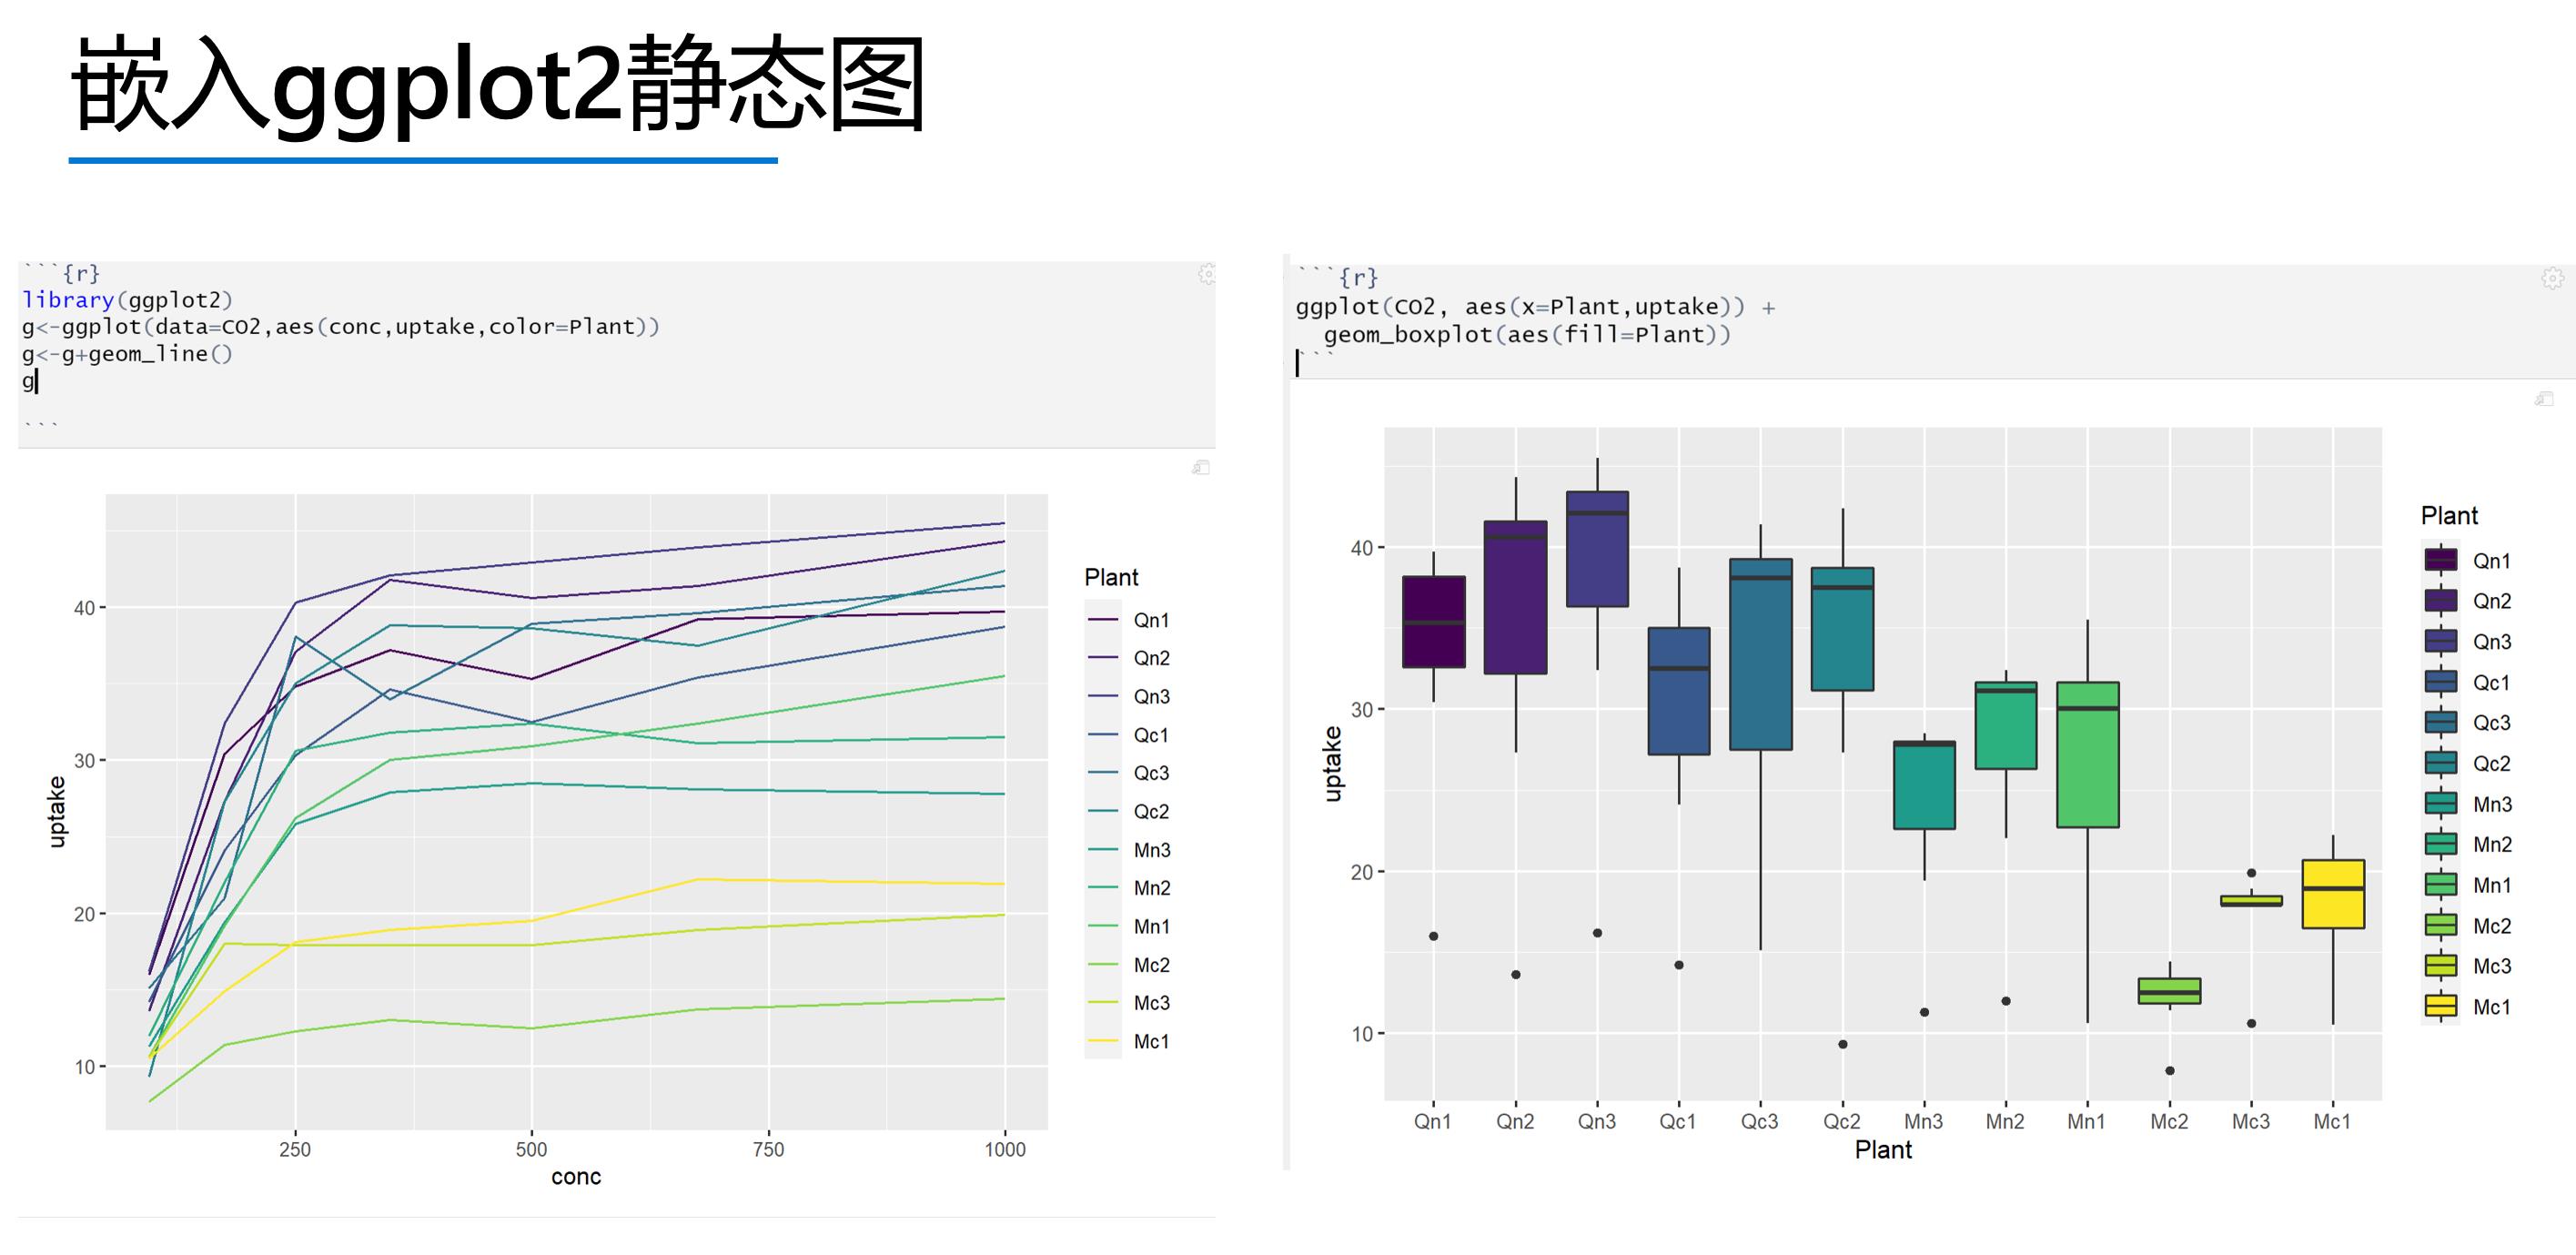 嵌入ggplot2静态图
```{r}
library(ggplot2)
g<-ggplot(data=CO2,aes(conc,uptake,color=Plant))
g<-g+geom_line()
g
```
40
30
20
10
uptake
250 500 750 1000
conc
Plant
Qn1
Qn2
Qn3
Qc1
Qc3
Qc2
Mn3
Mn2
Mn1
Mc2
Mc3
Mc1
```{r}
ggplot(CO2, aes(x=Plant,uptake)) +
  geom_boxplot(aes(fill=Plant))
```
40
30
20
10
uptake
Qn1 Qn2 Qn3 Qc1 Qc3 Qc2 Mn3 Mn2 Mn1 Mc2 Mc3 Mc1
Plant
Plant
Qn1
Qn2
Qn3
Qc1
Qc3
Qc2
Mn3
Mn2
Mn1
Mc2
Mc3
Mc1